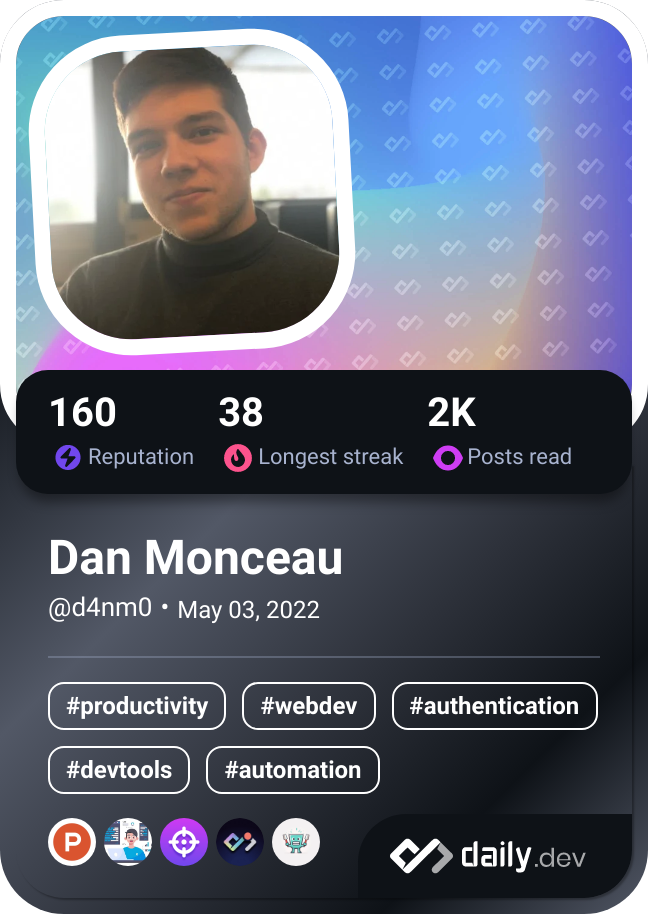 160 38 2K
Reputation Longest streak Posts read
Dan Monceau
@d4nm0 • May 03, 2022
#productivity #webdev #authentication
#devtools #automation
P
daily.dev